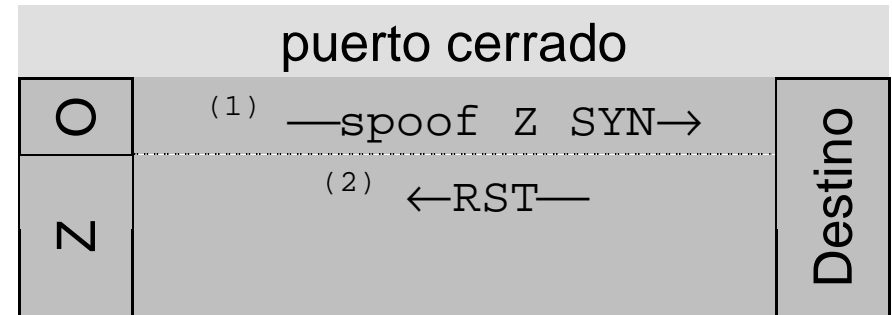 puerto cerrado
O
(1) —spoof Z SYN→
Z
(2) ←RST—
Destino